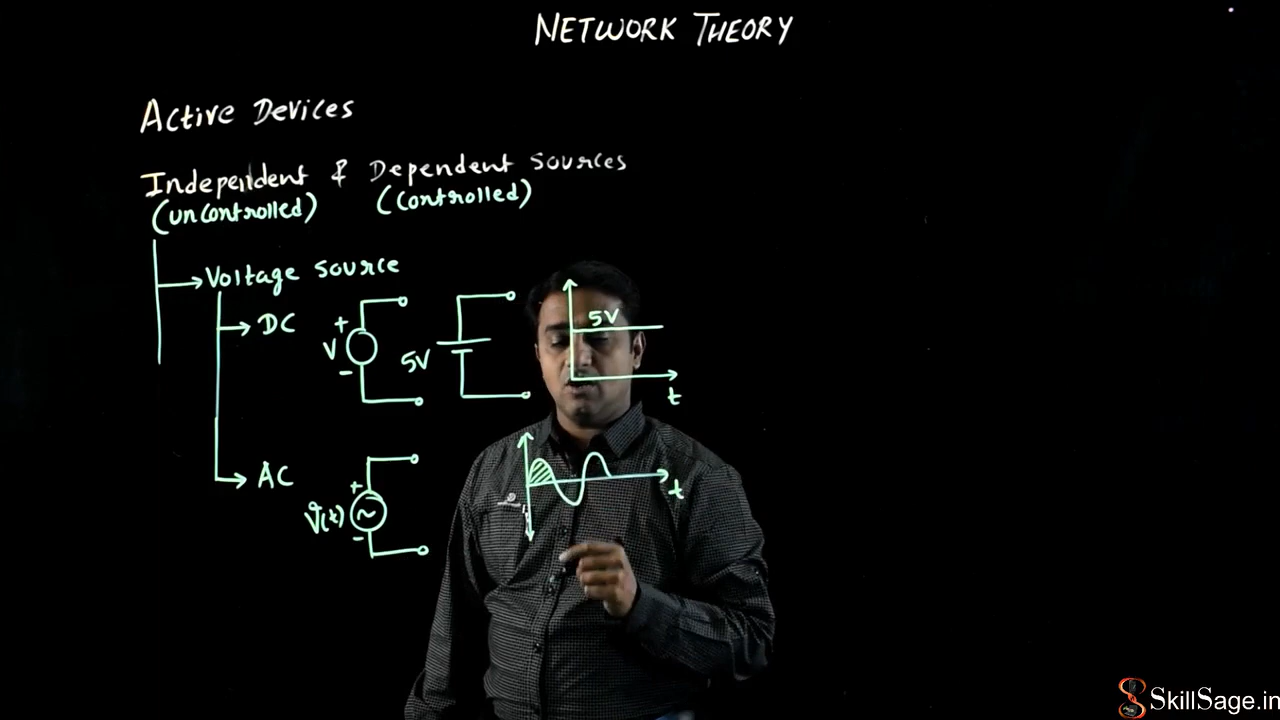 NETWORK THEORY
Active Devices
Independent & Dependent Sources
(uncontrolled) (controlled)
Voltage source
DC
+
V
-
5V
5V
t
AC
+
v(t)
~
-
t
SkillSage.in